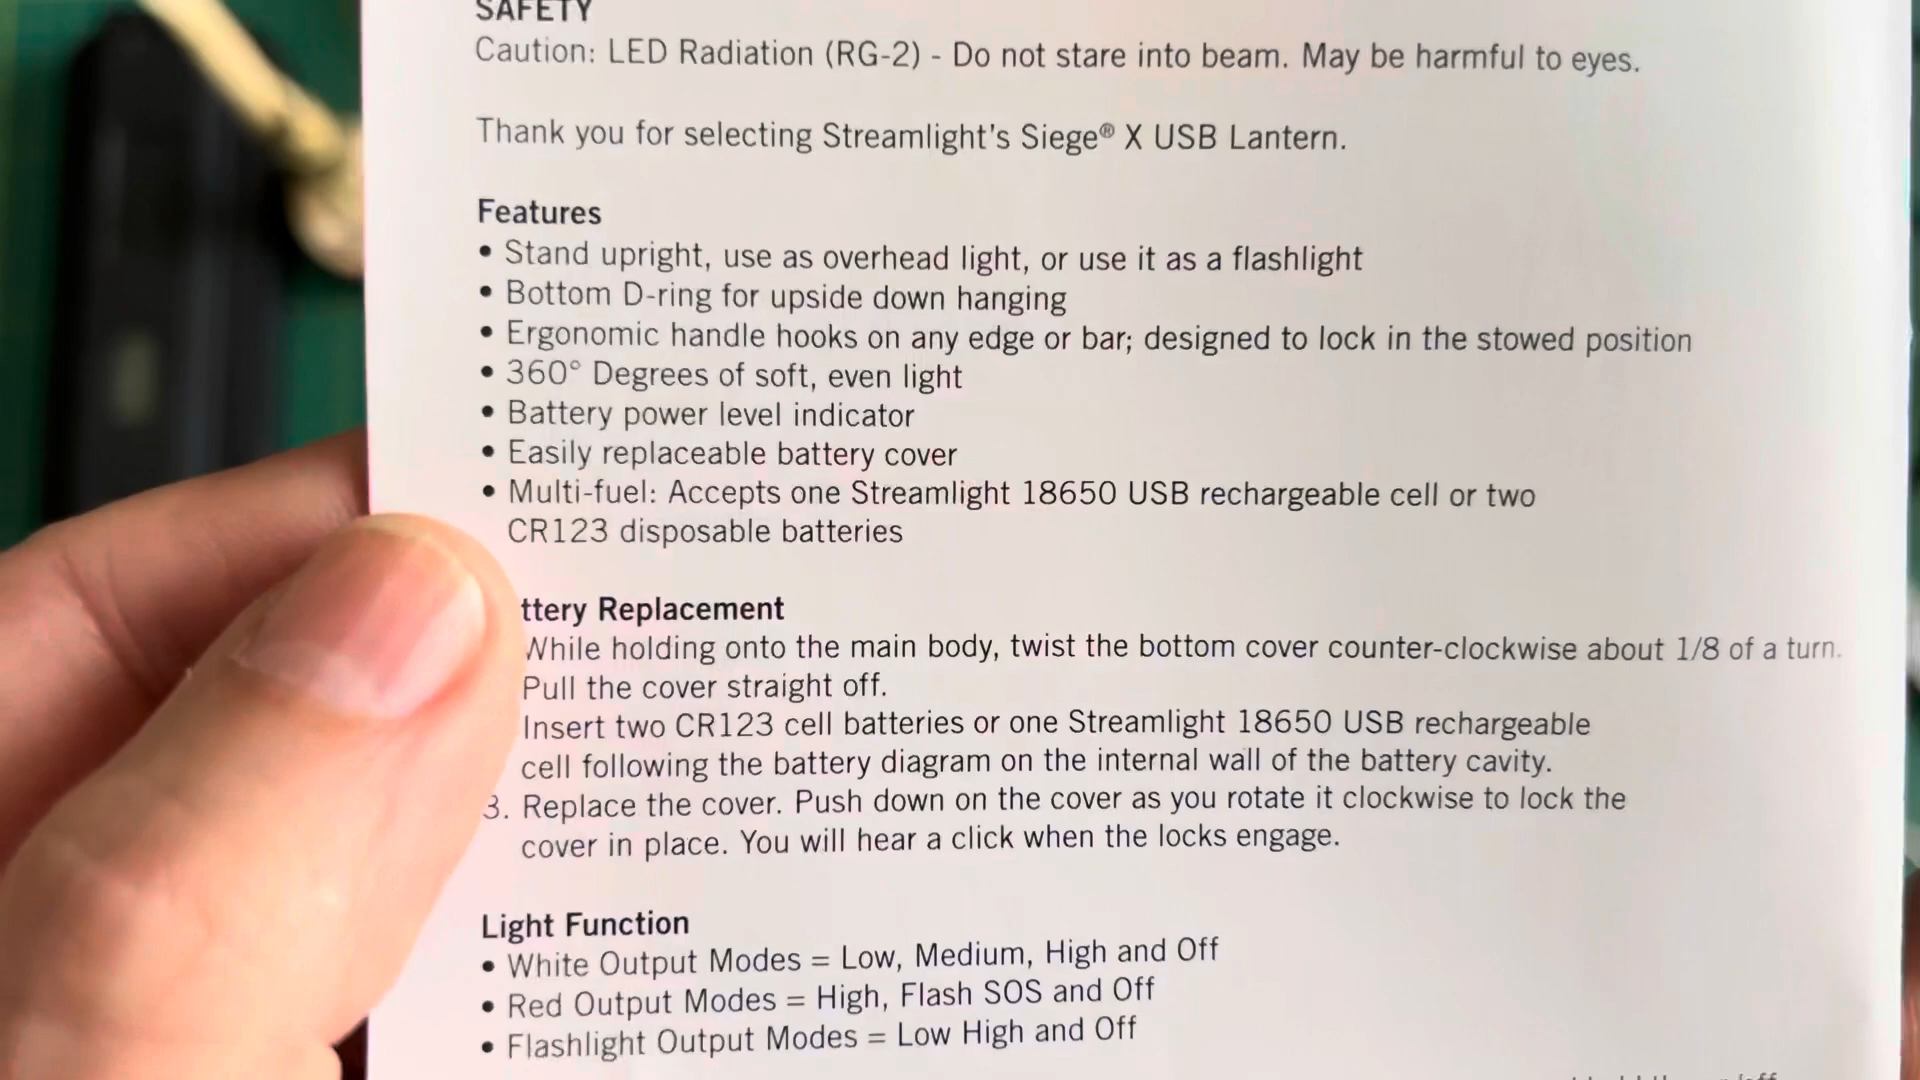 SAFETY
Caution: LED Radiation (RG-2) - Do not stare into beam. May be harmful to eyes.
Thank you for selecting Streamlight's Siege® X USB Lantern.
Features
• Stand upright, use as overhead light, or use it as a flashlight
• Bottom D-ring for upside down hanging
• Ergonomic handle hooks on any edge or bar; designed to lock in the stowed position
• 360° Degrees of soft, even light
• Battery power level indicator
• Easily replaceable battery cover
• Multi-fuel: Accepts one Streamlight 18650 USB rechargeable cell or two
CR123 disposable batteries
ttery Replacement
While holding onto the main body, twist the bottom cover counter-clockwise about 1/8 of a turn.
Pull the cover straight off.
Insert two CR123 cell batteries or one Streamlight 18650 USB rechargeable
cell following the battery diagram on the internal wall of the battery cavity.
3. Replace the cover. Push down on the cover as you rotate it clockwise to lock the
cover in place. You will hear a click when the locks engage.
Light Function
• White Output Modes = Low, Medium, High and Off
• Red Output Modes = High, Flash SOS and Off
• Flashlight Output Modes = Low High and Off